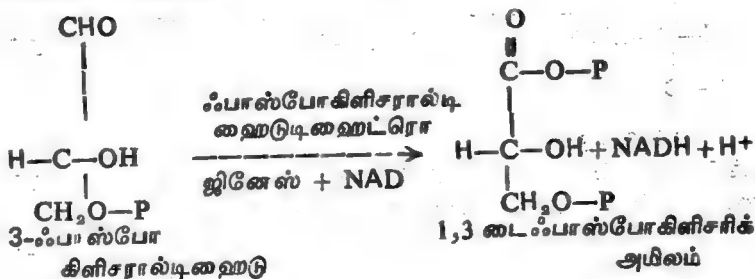 CHO
H—C—OH
CH₂O—P
3-ஃபாஸ்போ
கிளிசரால்டிஹைடு
ஃபாஸ்போகிளிசரால்டி
ஹைடுடிஹைட்ரொ
ஜினேஸ் + NAD
O
C—O—P
H—C—OH + NADH + H+
CH₂O—P
1,3 டைஃபாஸ்போகிளிசரிக்
அமிலம்